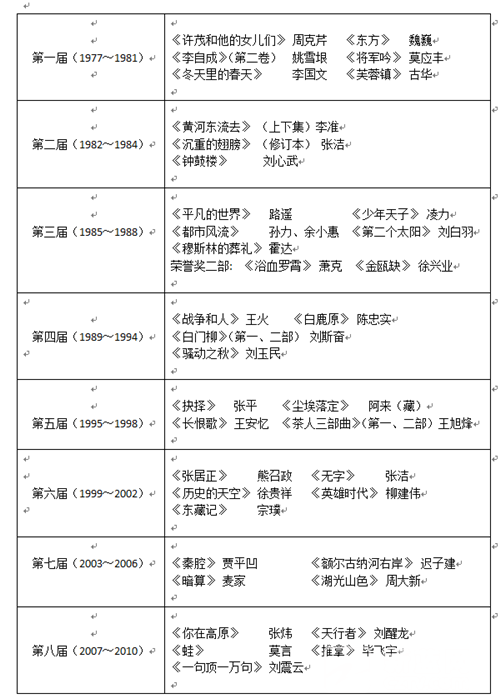 第一届（1977～1981）
《许茂和他的女儿们》 周克芹 《东方》 魏巍
《李自成》（第二卷） 姚雪垠 《将军吟》 莫应丰
《冬天里的春天》 李国文 《芙蓉镇》 古华
第二届（1982～1984）
《黄河东流去》（上下集）李准
《沉重的翅膀》（修订本） 张洁
《钟鼓楼》 刘心武
第三届（1985～1988）
《平凡的世界》 路遥 《少年天子》 凌力
《都市风流》 孙力、余小惠 《第二个太阳》 刘白羽
《穆斯林的葬礼》 霍达
荣誉奖二部: 《浴血罗霄》 萧克 《金瓯缺》 徐兴业
第四届（1989～1994）
《战争和人》 王火 《白鹿原》 陈忠实
《白门柳》（第一、二部） 刘斯奋
《骚动之秋》 刘玉民
第五届（1995～1998）
《抉择》 张平 《尘埃落定》 阿来（藏）
《长恨歌》 王安忆 《茶人三部曲》（第一、二部）王旭烽
第六届（1999～2002）
《张居正》 熊召政 《无字》 张洁
《历史的天空》 徐贵祥 《英雄时代》 柳建伟
《东藏记》 宗璞
第七届（2003～2006）
《秦腔》 贾平凹 《额尔古纳河右岸》 迟子建
《暗算》 麦家 《湖光山色》 周大新
第八届（2007～2010）
《你在高原》 张炜 《天行者》 刘醒龙
《蛙》 莫言 《推拿》 毕飞宇
《一句顶一万句》 刘震云